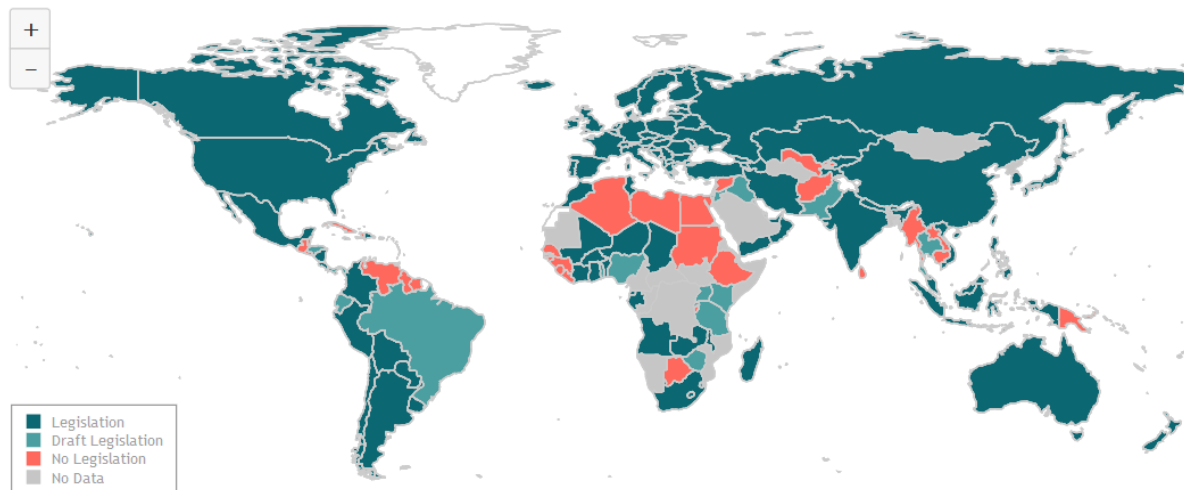 +
−
Legislation
Draft Legislation
No Legislation
No Data